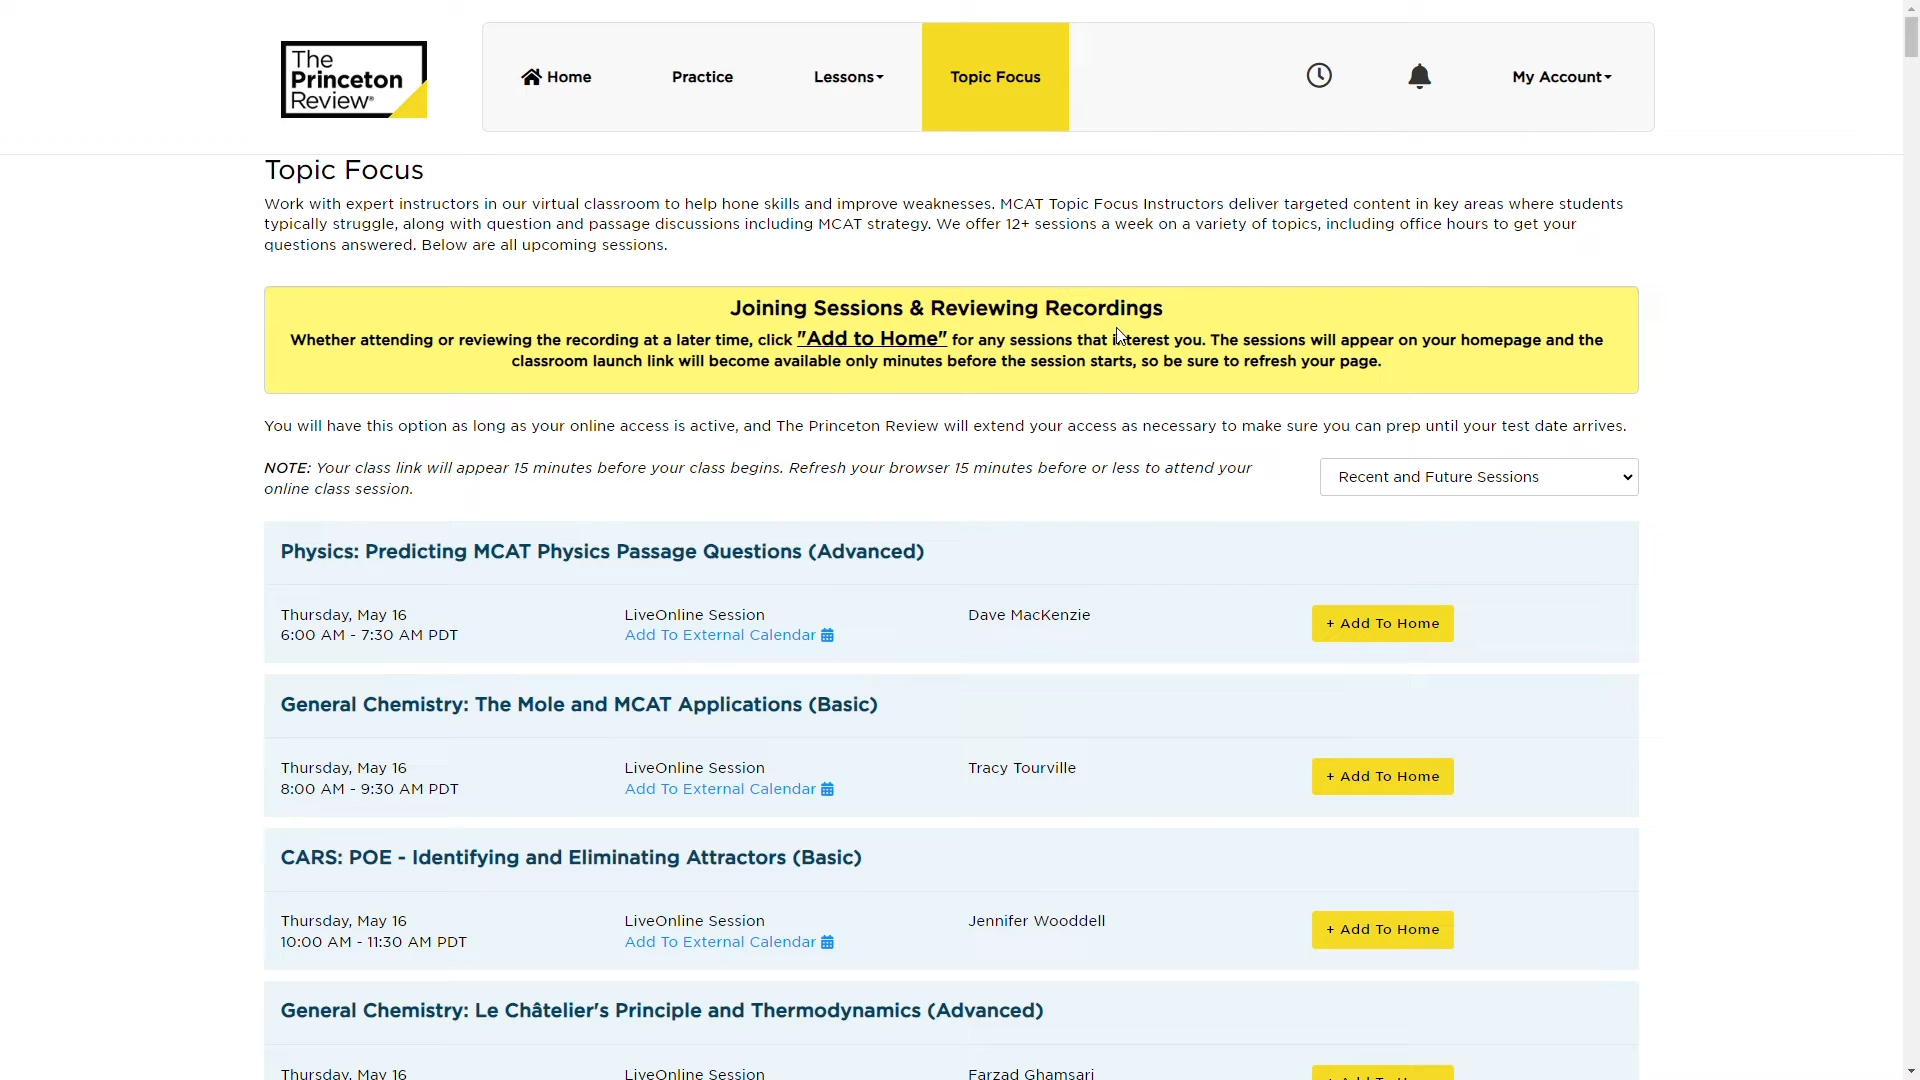 The
Princeton
Review®
Home
Practice
Lessons
Topic Focus
My Account
Topic Focus
Work with expert instructors in our virtual classroom to help hone skills and improve weaknesses. MCAT Topic Focus Instructors deliver targeted content in key areas where students
typically struggle, along with question and passage discussions including MCAT strategy. We offer 12+ sessions a week on a variety of topics, including office hours to get your
questions answered. Below are all upcoming sessions.
Joining Sessions & Reviewing Recordings
Whether attending or reviewing the recording at a later time, click "Add to Home" for any sessions that interest you. The sessions will appear on your homepage and the
classroom launch link will become available only minutes before the session starts, so be sure to refresh your page.
You will have this option as long as your online access is active, and The Princeton Review will extend your access as necessary to make sure you can prep until your test date arrives.
NOTE: Your class link will appear 15 minutes before your class begins. Refresh your browser 15 minutes before or less to attend your
online class session.
Recent and Future Sessions
Physics: Predicting MCAT Physics Passage Questions (Advanced)
Thursday, May 16
6:00 AM - 7:30 AM PDT
LiveOnline Session
Add To External Calendar
Dave MacKenzie
+ Add To Home
General Chemistry: The Mole and MCAT Applications (Basic)
Thursday, May 16
8:00 AM - 9:30 AM PDT
LiveOnline Session
Add To External Calendar
Tracy Tourville
+ Add To Home
CARS: POE - Identifying and Eliminating Attractors (Basic)
Thursday, May 16
10:00 AM - 11:30 AM PDT
LiveOnline Session
Add To External Calendar
Jennifer Wooddell
+ Add To Home
General Chemistry: Le Châtelier's Principle and Thermodynamics (Advanced)
Thursday, May 16
LiveOnline Session
Farzad Ghamsari